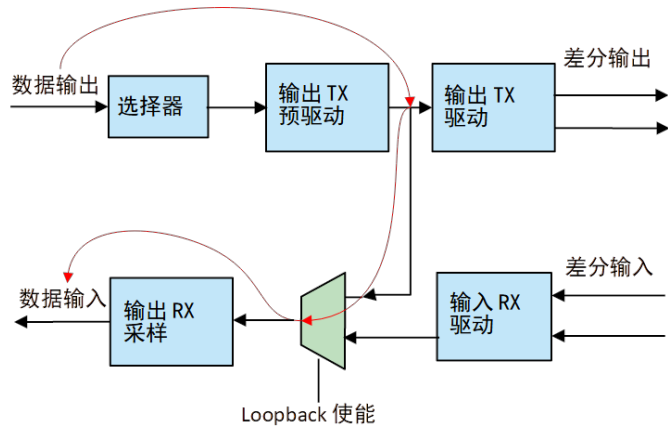 数据输出
选择器
输出 TX
预驱动
输出 TX
驱动
差分输出
数据输入
输出 RX
采样
输入 RX
驱动
差分输入
Loopback 使能